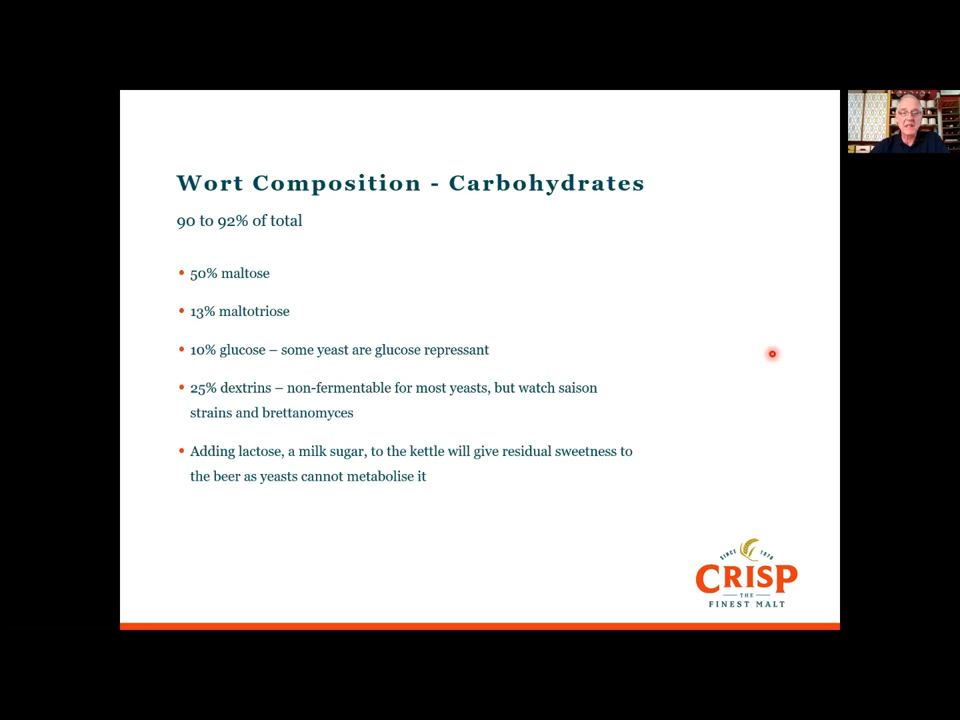 Wort Composition - Carbohydrates
90 to 92% of total
• 50% maltose
• 13% maltotriose
• 10% glucose – some yeast are glucose repressant
• 25% dextrins – non-fermentable for most yeasts, but watch saison
strains and brettanomyces
• Adding lactose, a milk sugar, to the kettle will give residual sweetness to
the beer as yeasts cannot metabolise it
SINCE 1870
CRISP
THE
FINEST MALT